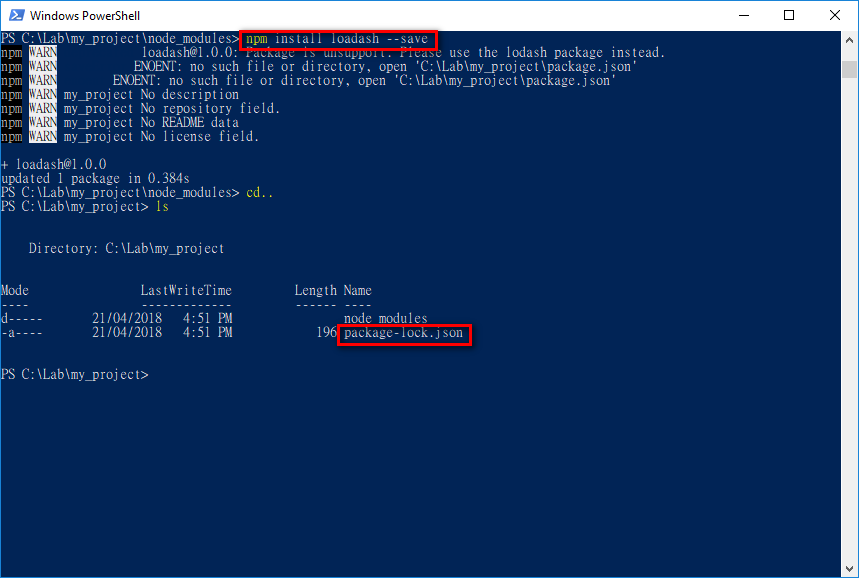 Windows PowerShell
PS C:\Lab\my_project\node_modules> npm install loadash --save
npm WARN loadash@1.0.0: Package is unsupport. Please use the lodash package instead.
npm WARN ENOENT: no such file or directory, open 'C:\Lab\my_project\package.json'
npm WARN ENOENT: no such file or directory, open 'C:\Lab\my_project\package.json'
npm WARN my_project No description
npm WARN my_project No repository field.
npm WARN my_project No README data
npm WARN my_project No license field.
+ loadash@1.0.0
updated 1 package in 0.384s
PS C:\Lab\my_project\node_modules> cd..
PS C:\Lab\my_project> ls
Directory: C:\Lab\my_project
Mode LastWriteTime Length Name
---- ------------- ------ ----
d----- 21/04/2018 4:51 PM node_modules
-a---- 21/04/2018 4:51 PM 196 package-lock.json
PS C:\Lab\my_project>